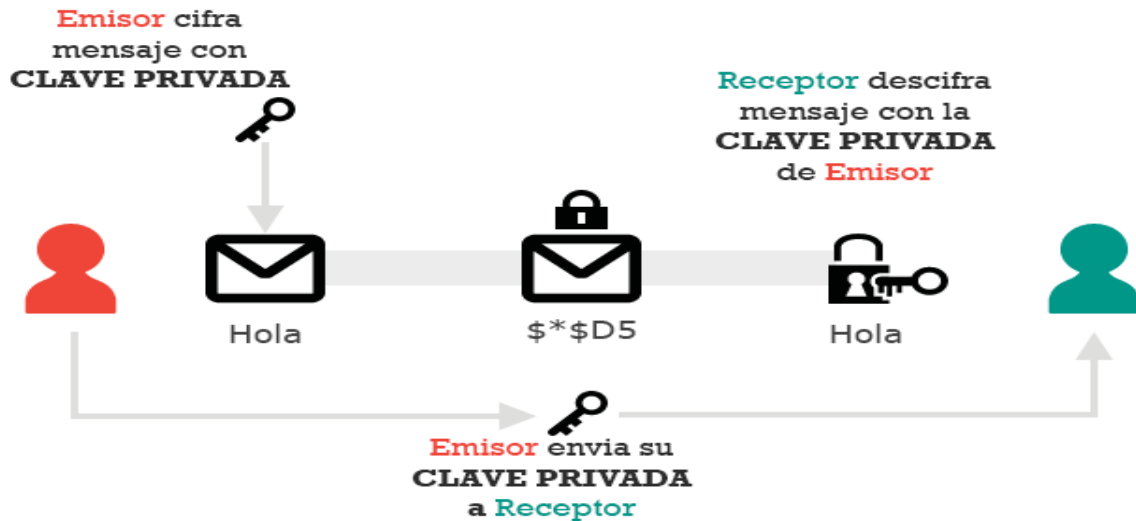 Emisor cifra
mensaje con
CLAVE PRIVADA
Receptor descifra
mensaje con la
CLAVE PRIVADA
de Emisor
Hola
$*$D5
Hola
Emisor envia su
CLAVE PRIVADA
a Receptor